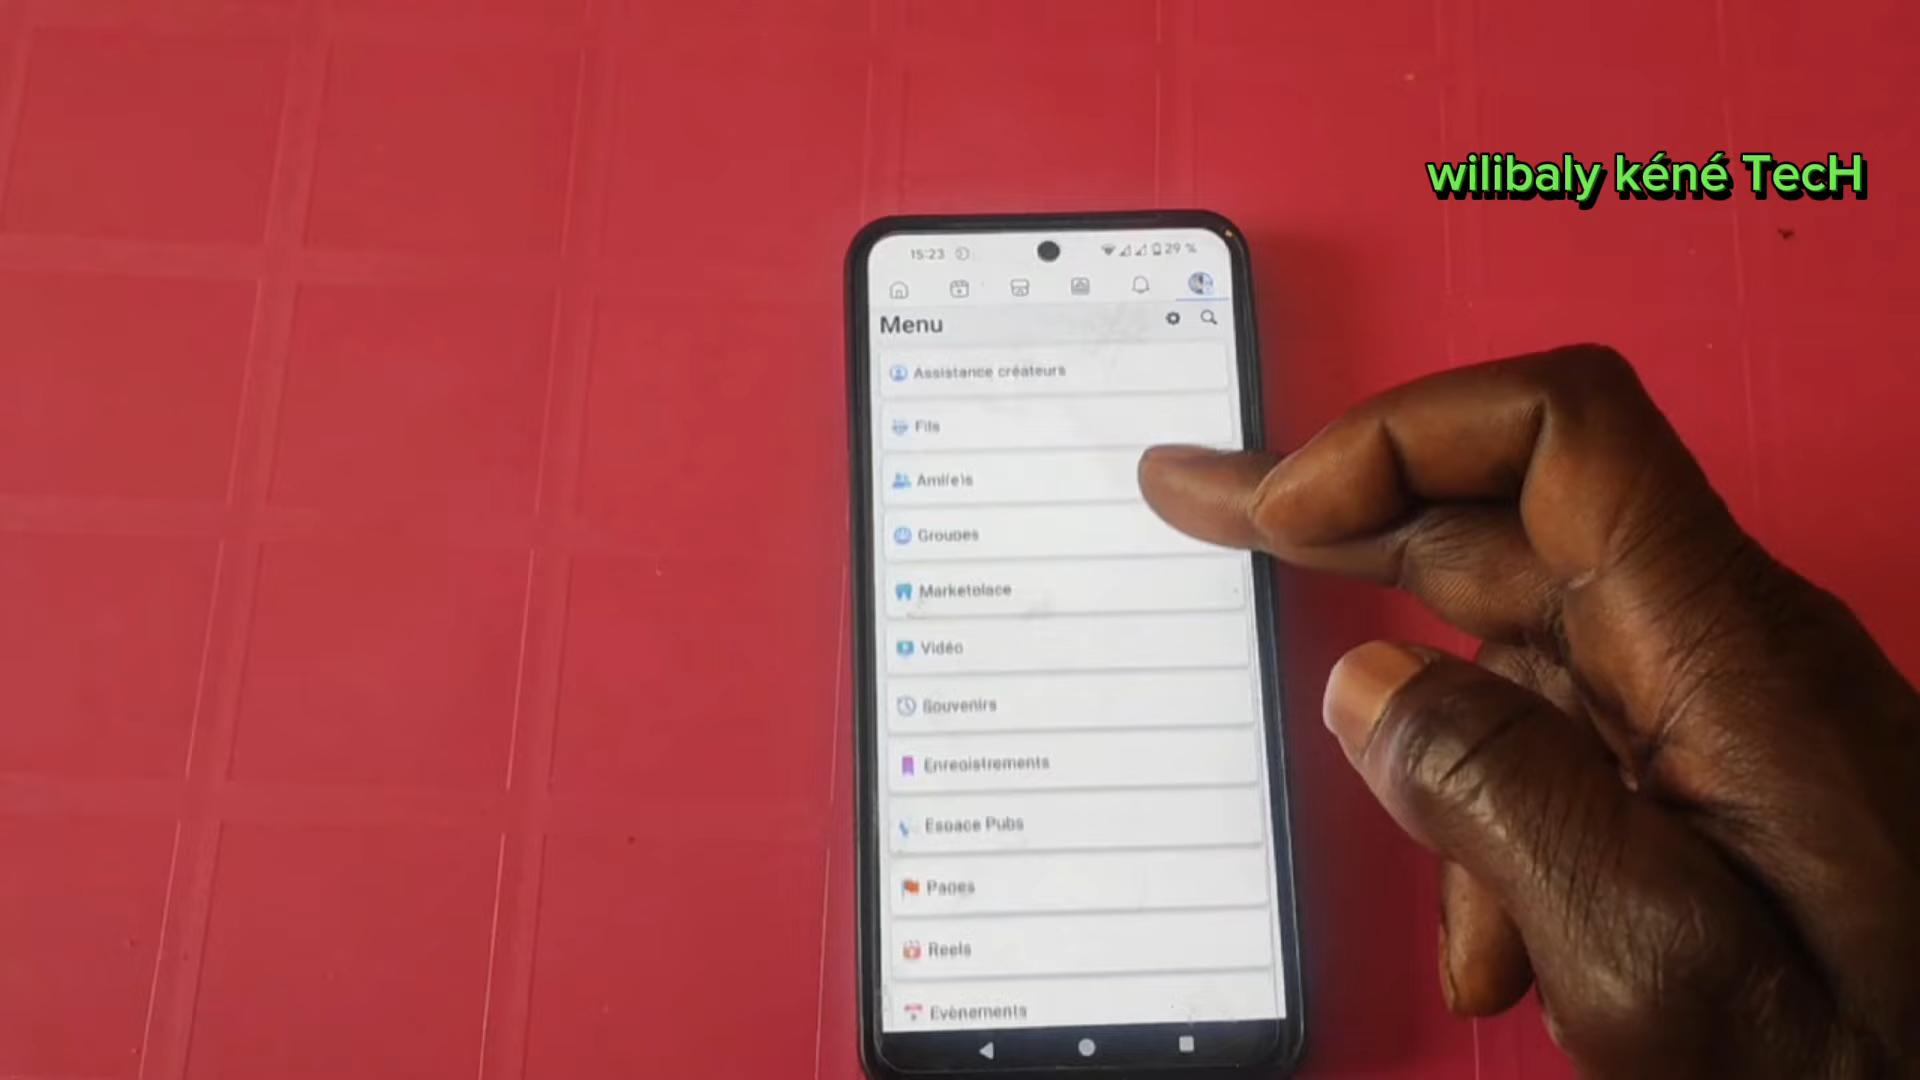 wilibaly kéné TecH
15:23
29 %
Menu
Assistance créateurs
Fils
Ami(e)s
Groupes
Marketplace
Vidéo
Souvenirs
Enregistrements
Espace Pubs
Pages
Reels
Evènements